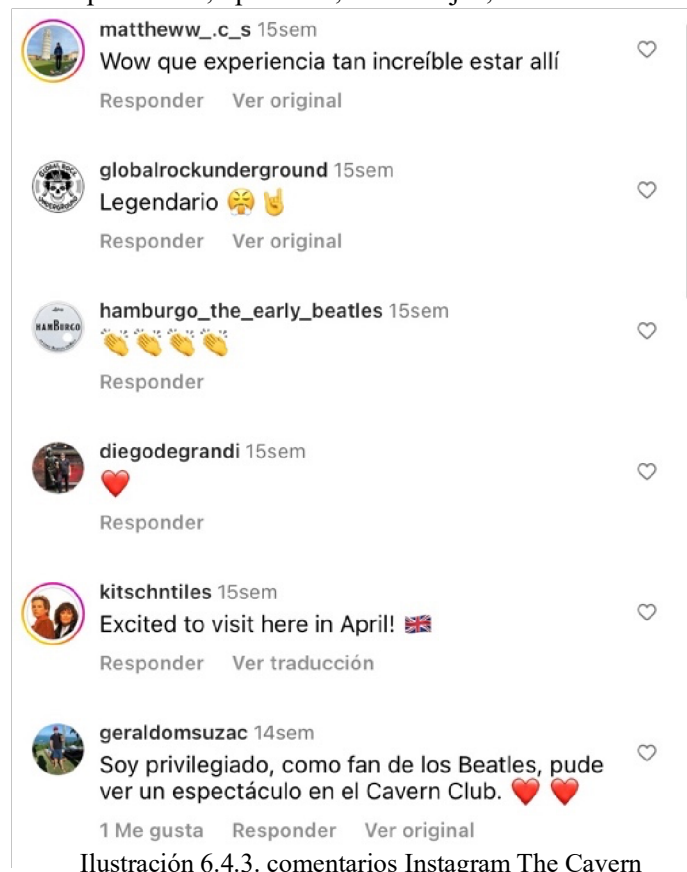 mattheww_.c_s 15sem
Wow que experiencia tan increíble estar allí
Responder Ver original
globalrockunderground 15sem
Legendario 😤 🤘
Responder Ver original
HAMBURGO
hamburgo_the_early_beatles 15sem
👏👏👏👏
Responder
diegodegrandi 15sem
❤️
Responder
kitschntiles 15sem
Excited to visit here in April! 🇬🇧
Responder Ver traducción
geraldomsuzac 14sem
Soy privilegiado, como fan de los Beatles, pude
ver un espectáculo en el Cavern Club. ❤️ ❤️
1 Me gusta Responder Ver original
Ilustración 6.4.3. comentarios Instagram The Cavern